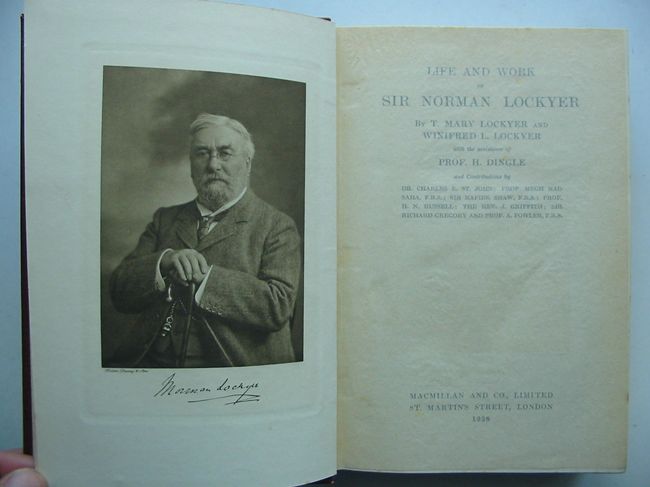 Norman Lockyer
LIFE AND WORK
OF
SIR NORMAN LOCKYER
BY T. MARY LOCKYER AND
WINIFRED L. LOCKYER
with the assistance of
PROF. H. DINGLE
and Contributions by
DR. CHARLES E. ST. JOHN; PROF. MEGH NAD
SAHA, F.R.S.; SIR NAPIER SHAW, F.R.S.; PROF.
H. N. RUSSELL; THE REV. J. GRIFFITH; SIR
RICHARD GREGORY AND PROF. A. FOWLER, F.R.S.
MACMILLAN AND CO., LIMITED
ST. MARTIN'S STREET, LONDON
1928